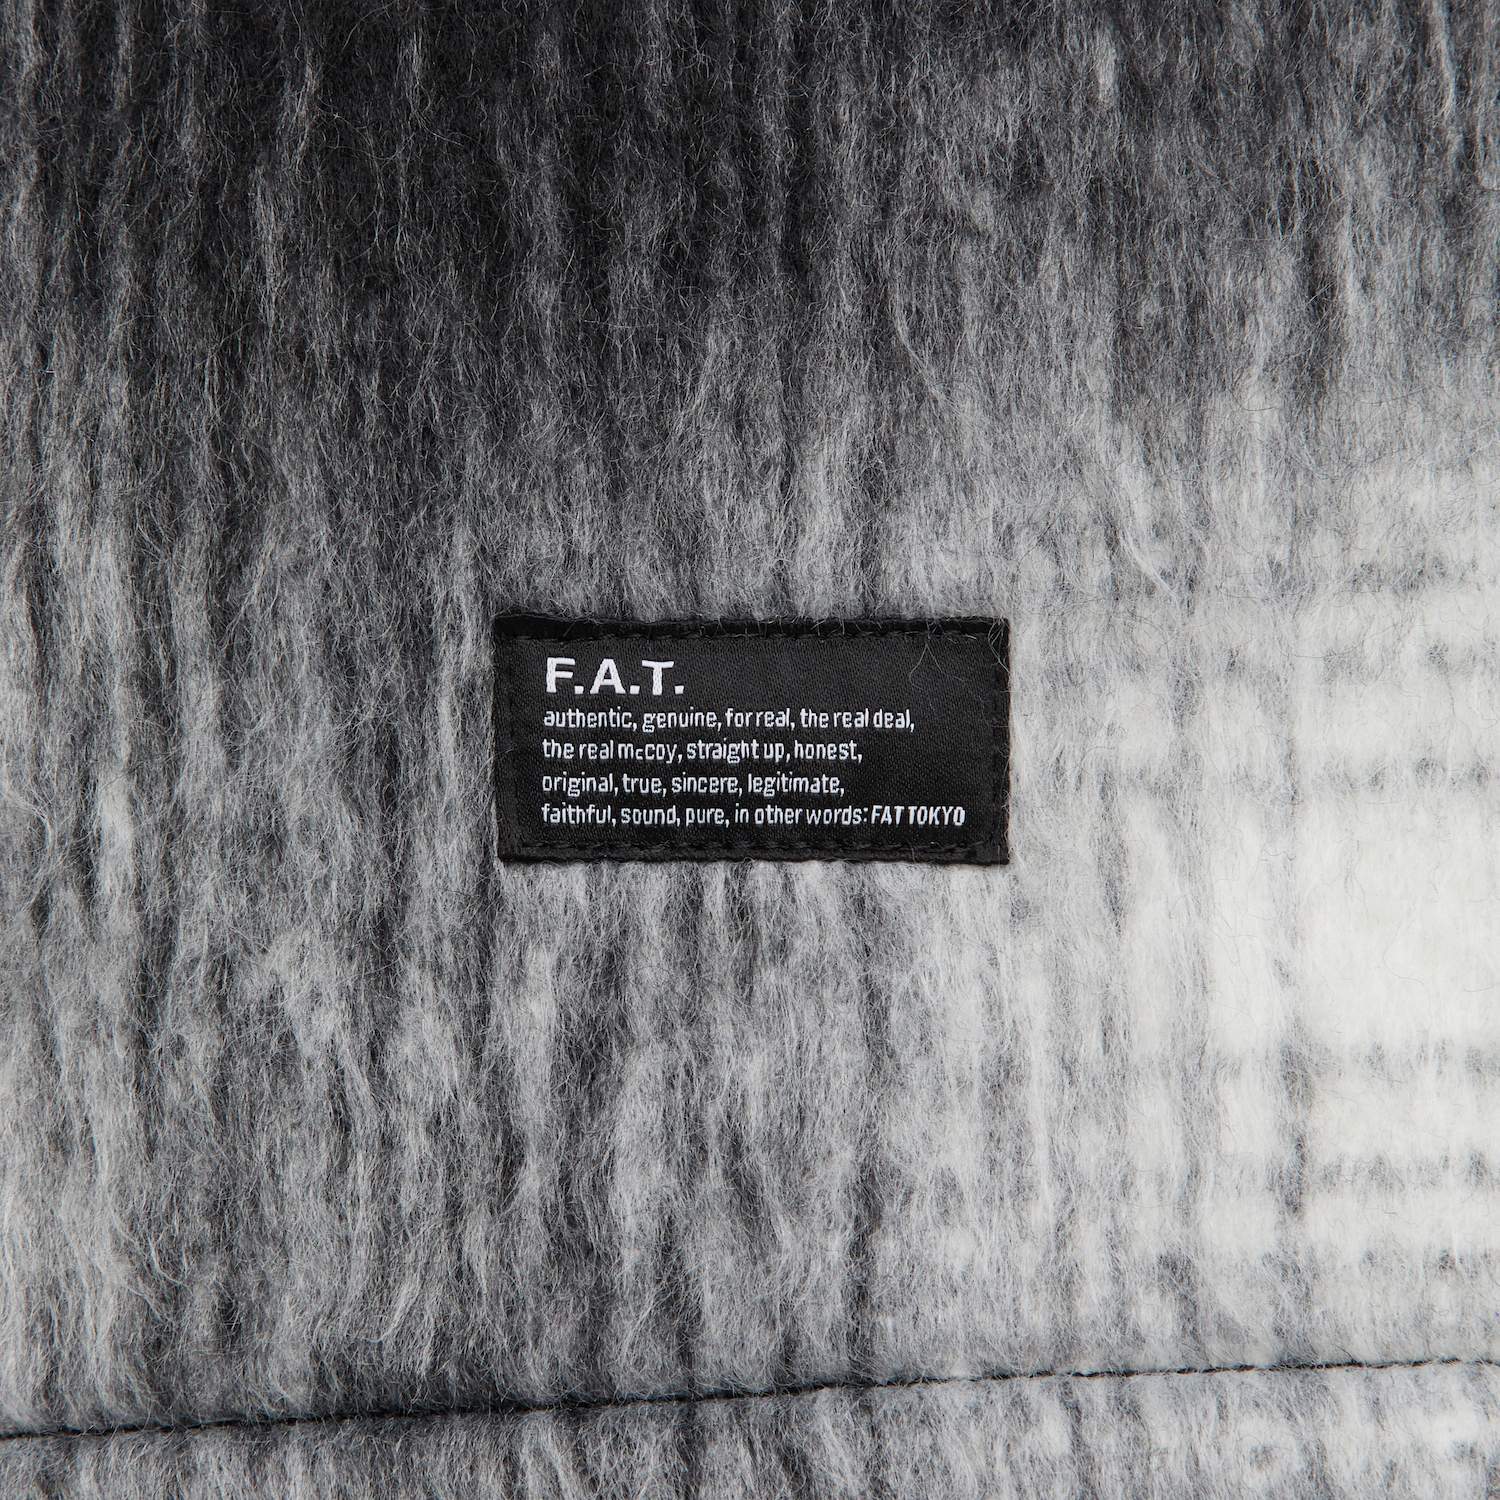 F.A.T.
authentic, genuine, for real, the real deal,
the real mccoy, straight up, honest,
original, true, sincere, legitimate,
faithful, sound, pure, in other words: FAT TOKYO